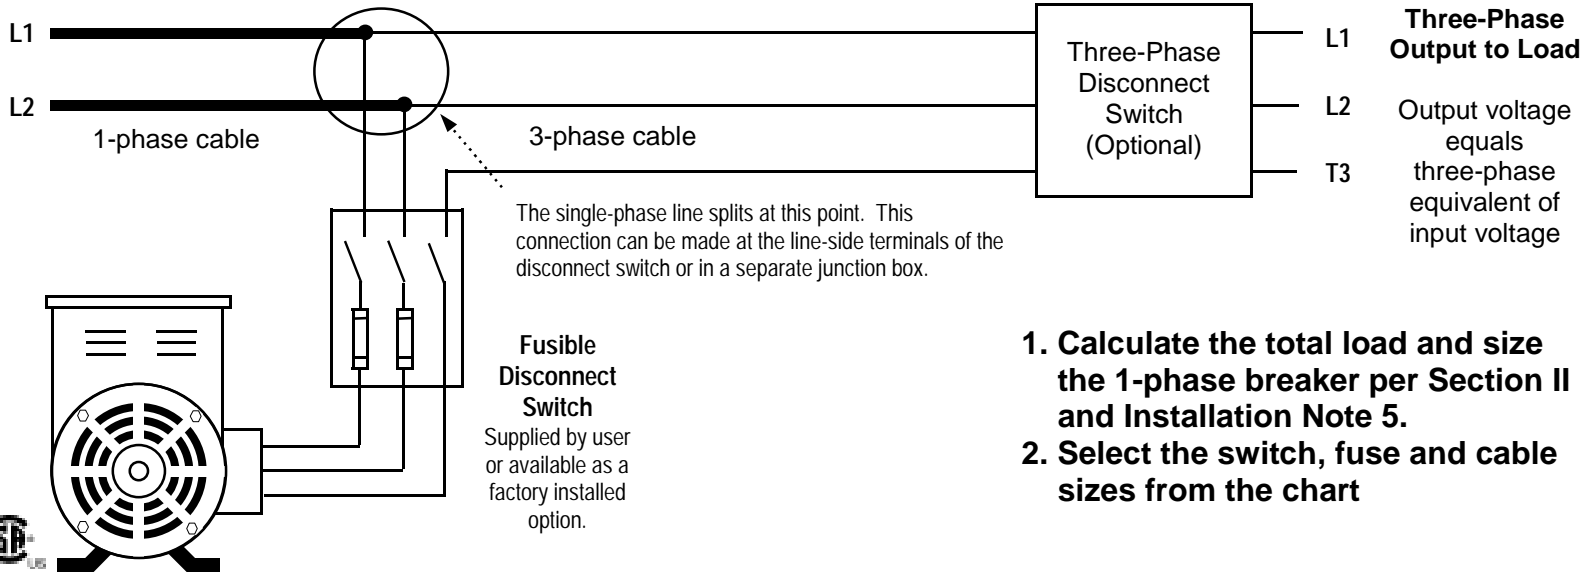 L1
L2
1-phase cable
3-phase cable
Three-Phase
Disconnect
Switch
(Optional)
L1
L2
T3
Three-Phase
Output to Load
Output voltage
equals
three-phase
equivalent of
input voltage
The single-phase line splits at this point.  This
connection can be made at the line-side terminals of the
disconnect switch or in a separate junction box.
Fusible
Disconnect
Switch
Supplied by user
or available as a
factory installed
option.
1. Calculate the total load and size
the 1-phase breaker per Section II
and Installation Note 5.
2. Select the switch, fuse and cable
sizes from the chart
US